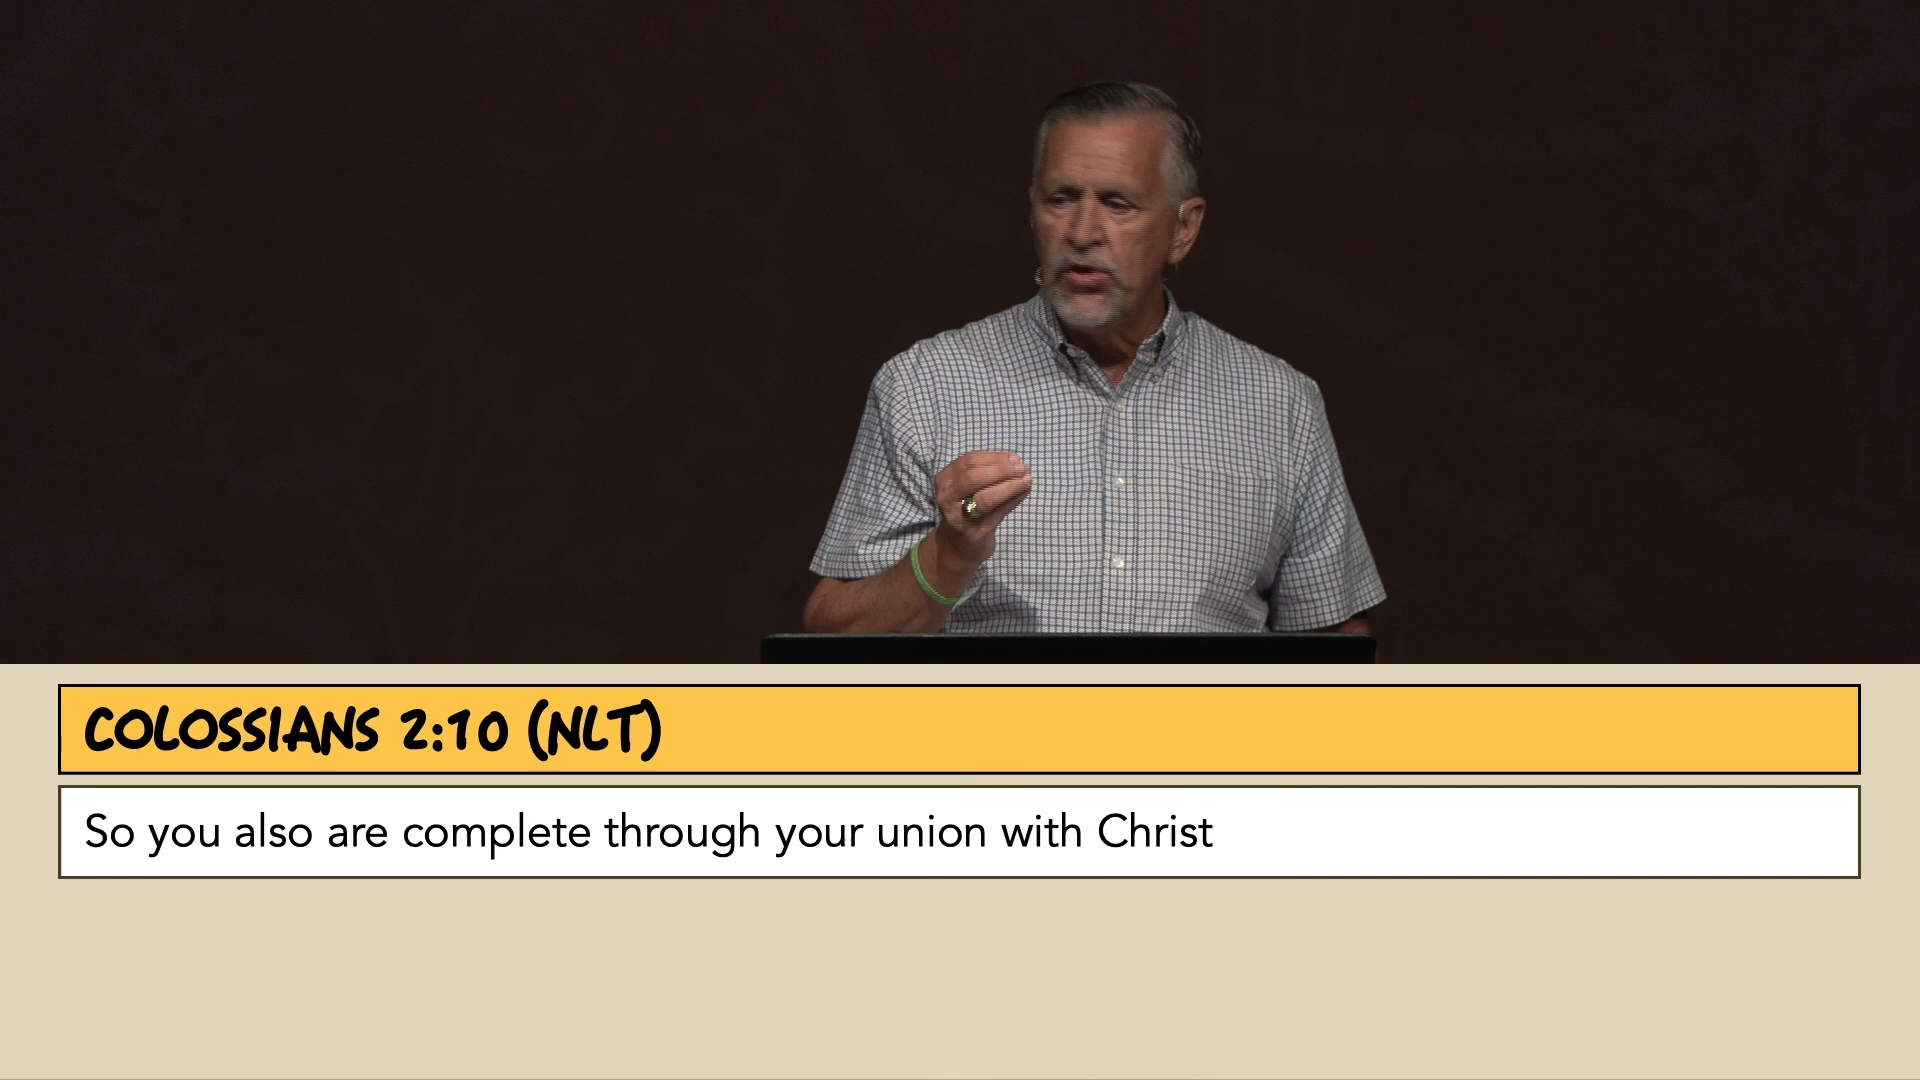 COLOSSIANS 2:10 (NLT)
So you also are complete through your union with Christ